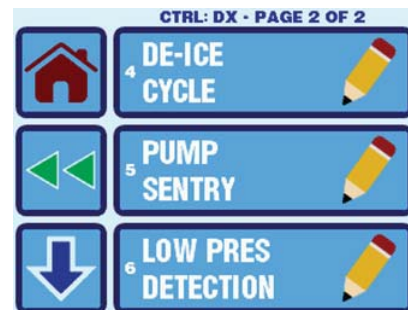 CTRL: DX - PAGE 2 OF 2
4 DE-ICE
CYCLE
5 PUMP
SENTRY
6 LOW PRES
DETECTION